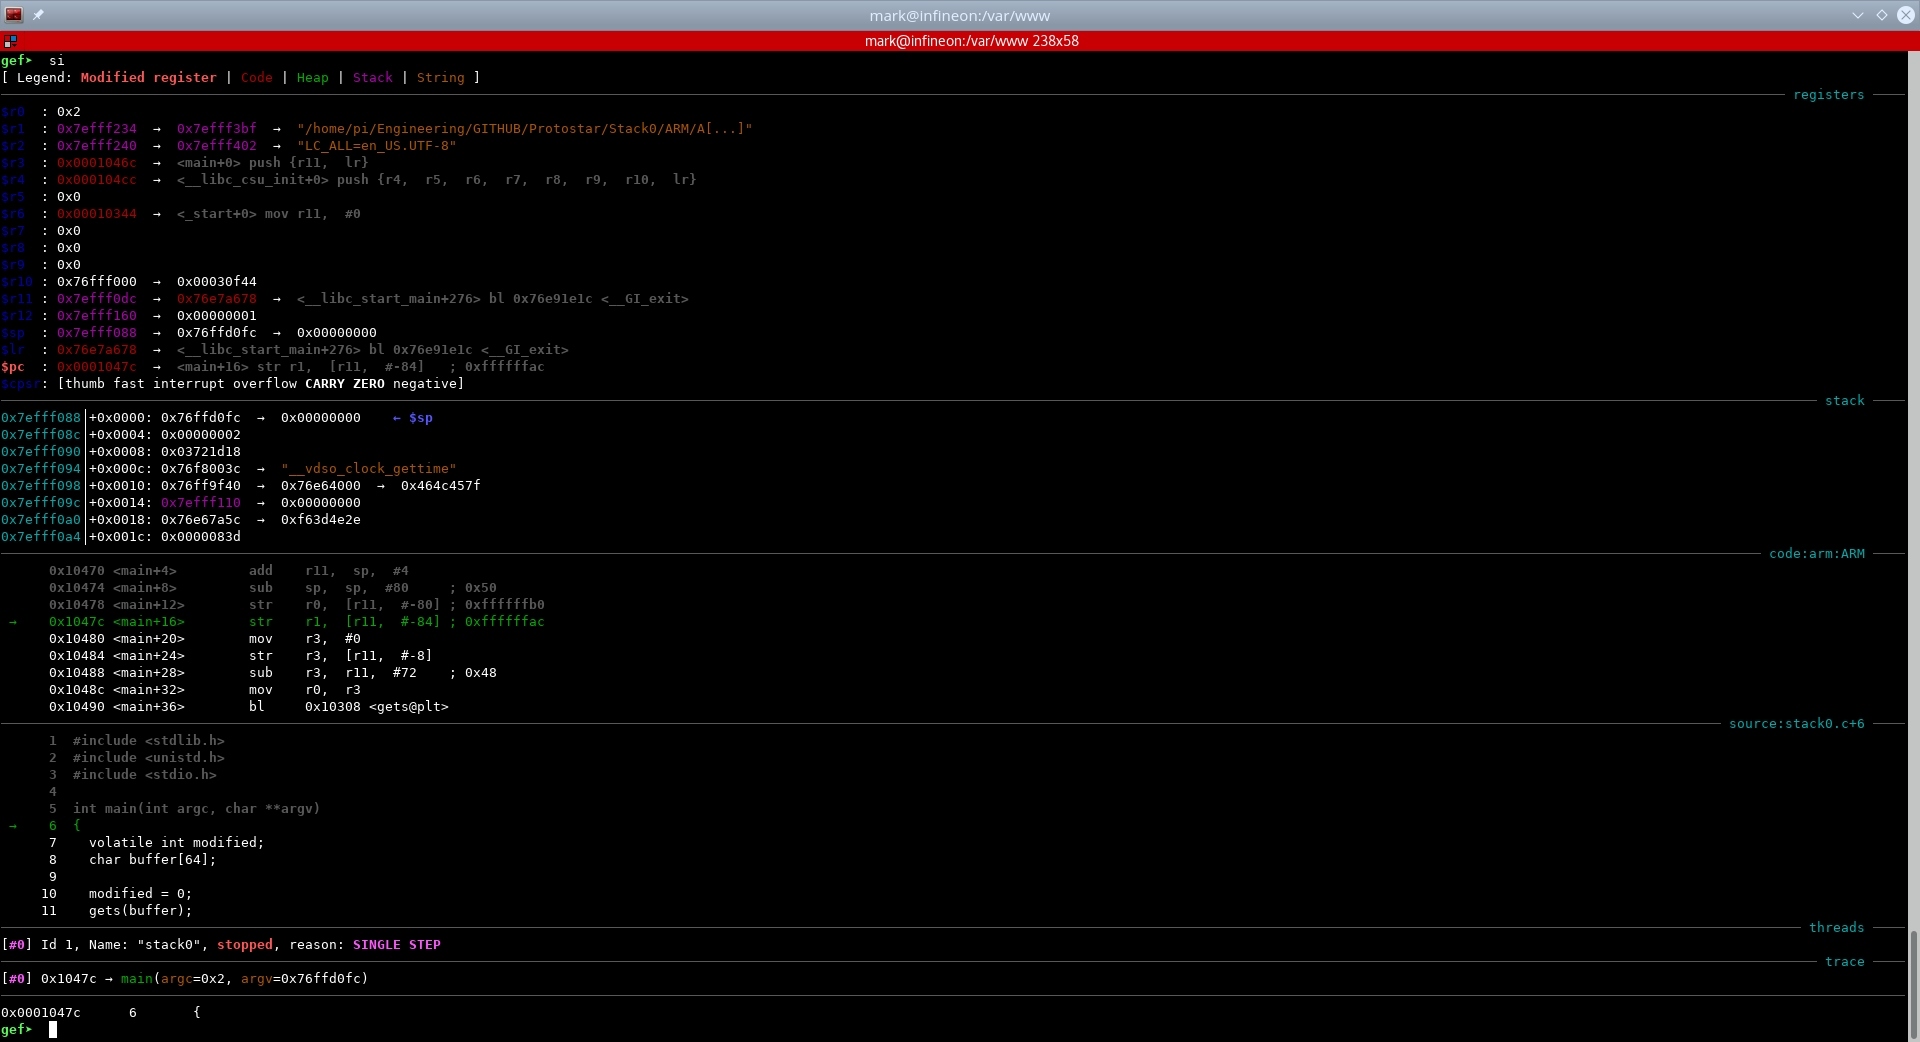 mark@infineon:/var/www
mark@infineon:/var/www 238x58
gef➤  si
[ Legend: Modified register | Code | Heap | Stack | String ]
registers
$r0  : 0x2
$r1  : 0x7efff234  →  0x7efff3bf  →  "/home/pi/Engineering/GITHUB/Protostar/Stack0/ARM/A[...]"
$r2  : 0x7efff240  →  0x7efff402  →  "LC_ALL=en_US.UTF-8"
$r3  : 0x0001046c  →  <main+0> push {r11,  lr}
$r4  : 0x000104cc  →  <__libc_csu_init+0> push {r4,  r5,  r6,  r7,  r8,  r9,  r10,  lr}
$r5  : 0x0
$r6  : 0x00010344  →  <_start+0> mov r11,  #0
$r7  : 0x0
$r8  : 0x0
$r9  : 0x0
$r10 : 0x76fff000  →  0x00030f44
$r11 : 0x7efff0dc  →  0x76e7a678  →  <__libc_start_main+276> bl 0x76e91e1c <__GI_exit>
$r12 : 0x7efff160  →  0x00000001
$sp  : 0x7efff088  →  0x76ffd0fc  →  0x00000000
$lr  : 0x76e7a678  →  <__libc_start_main+276> bl 0x76e91e1c <__GI_exit>
$pc  : 0x0001047c  →  <main+16> str r1,  [r11,  #-84]   ; 0xffffffac
$cpsr: [thumb fast interrupt overflow CARRY ZERO negative]
stack
0x7efff088│+0x0000: 0x76ffd0fc  →  0x00000000    ← $sp
0x7efff08c│+0x0004: 0x00000002
0x7efff090│+0x0008: 0x03721d18
0x7efff094│+0x000c: 0x76f8003c  →  "__vdso_clock_gettime"
0x7efff098│+0x0010: 0x76ff9f40  →  0x76e64000  →  0x464c457f
0x7efff09c│+0x0014: 0x7efff110  →  0x00000000
0x7efff0a0│+0x0018: 0x76e67a5c  →  0xf63d4e2e
0x7efff0a4│+0x001c: 0x0000083d
code:arm:ARM
0x10470 <main+4>         add    r11,  sp,  #4
0x10474 <main+8>         sub    sp,  sp,  #80     ; 0x50
0x10478 <main+12>        str    r0,  [r11,  #-80] ; 0xffffffb0
→    0x1047c <main+16>        str    r1,  [r11,  #-84] ; 0xffffffac
0x10480 <main+20>        mov    r3,  #0
0x10484 <main+24>        str    r3,  [r11,  #-8]
0x10488 <main+28>        sub    r3,  r11,  #72    ; 0x48
0x1048c <main+32>        mov    r0,  r3
0x10490 <main+36>        bl     0x10308 <gets@plt>
source:stack0.c+6
1  #include <stdlib.h>
2  #include <unistd.h>
3  #include <stdio.h>
4
5  int main(int argc, char **argv)
→    6  {
7    volatile int modified;
8    char buffer[64];
9
10    modified = 0;
11    gets(buffer);
threads
[#0] Id 1, Name: "stack0", stopped, reason: SINGLE STEP
trace
[#0] 0x1047c → main(argc=0x2, argv=0x76ffd0fc)
0x0001047c      6       {
gef➤